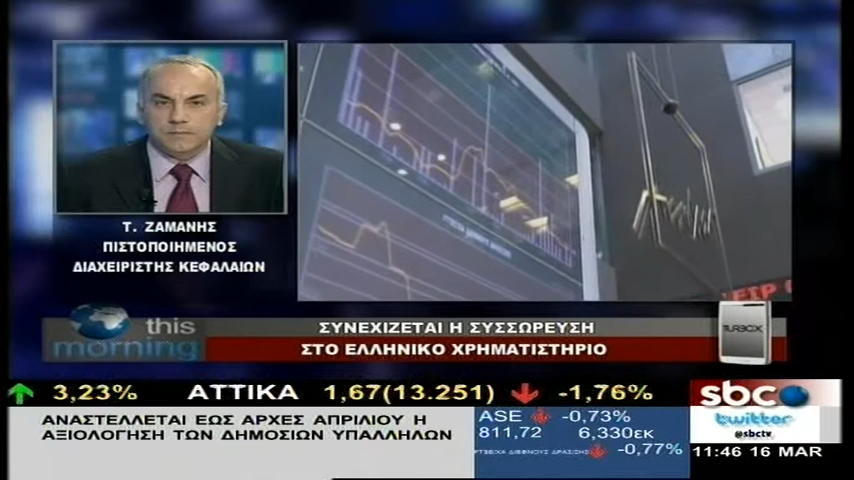 Τ. ΖΑΜΑΝΗΣ
ΠΙΣΤΟΠΟΙΗΜΕΝΟΣ
ΔΙΑΧΕΙΡΙΣΤΗΣ ΚΕΦΑΛΑΙΩΝ
this
morning
ΣΥΝΕΧΙΖΕΤΑΙ Η ΣΥΣΣΩΡΕΥΣΗ
ΣΤΟ ΕΛΛΗΝΙΚΟ ΧΡΗΜΑΤΙΣΤΗΡΙΟ
TURBOX
3,23% ΑΤΤΙΚΑ 1,67(13.251) -1,76%
ΑΝΑΣΤΕΛΛΕΤΑΙ ΕΩΣ ΑΡΧΕΣ ΑΠΡΙΛΙΟΥ Η
ΑΞΙΟΛΟΓΗΣΗ ΤΩΝ ΔΗΜΟΣΙΩΝ ΥΠΑΛΛΗΛΩΝ
ASE -0,73%
811,72 6,330εκ
-0,77%
sbc
twitter
@sbctv
11:46 16 MAR